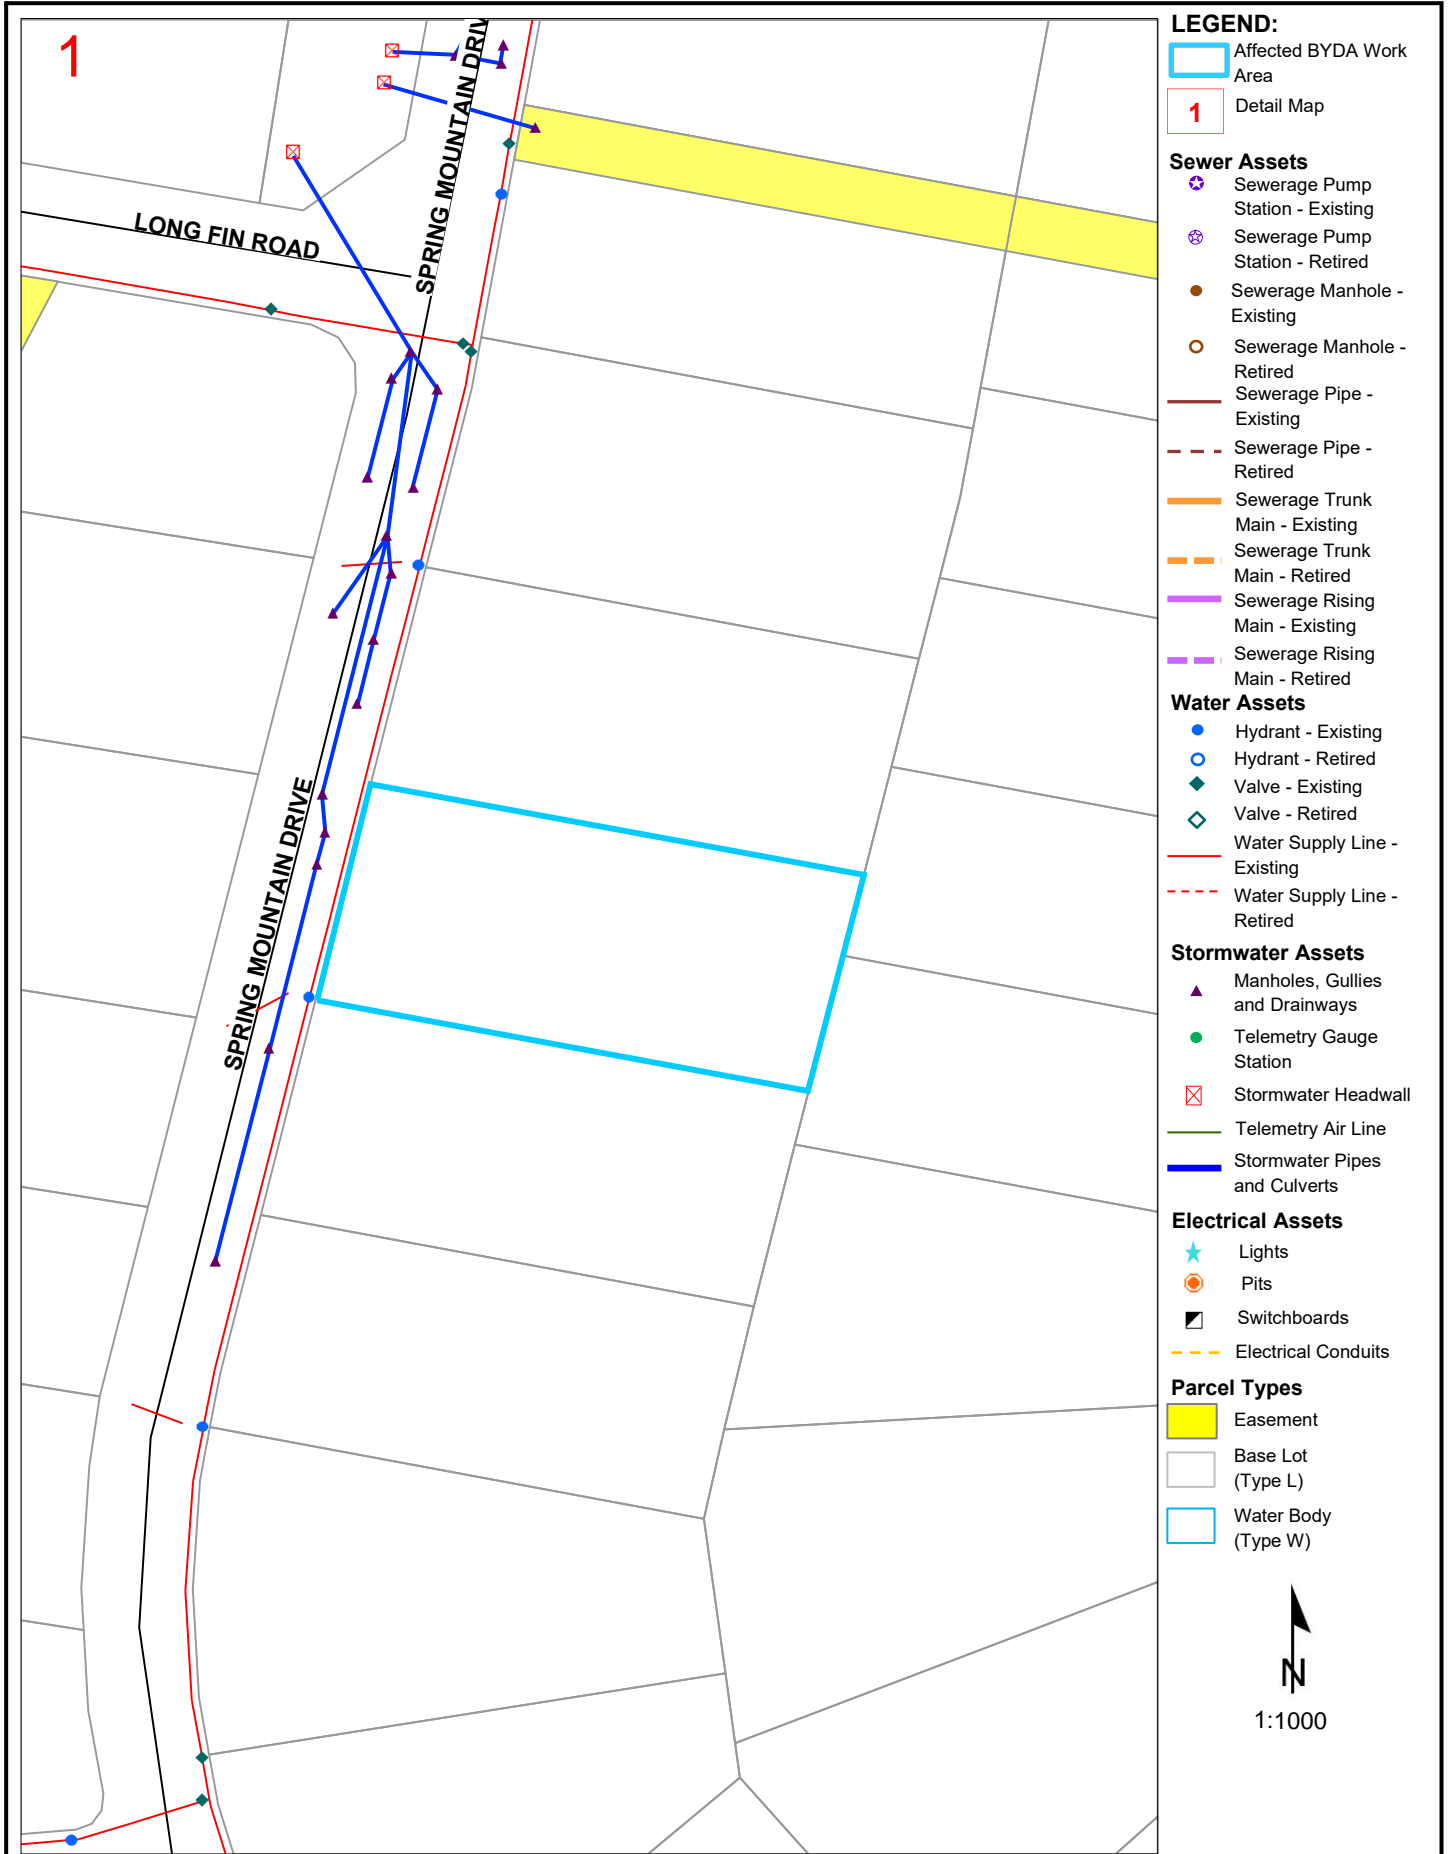 1
LONG FIN ROAD
SPRING MOUNTAIN DRIV
SPRING MOUNTAIN DRIVE
LEGEND:
Affected BYDA Work
Area
1
Detail Map
Sewer Assets
Sewerage Pump
Station - Existing
Sewerage Pump
Station - Retired
Sewerage Manhole -
Existing
Sewerage Manhole -
Retired
Sewerage Pipe -
Existing
Sewerage Pipe -
Retired
Sewerage Trunk
Main - Existing
Sewerage Trunk
Main - Retired
Sewerage Rising
Main - Existing
Sewerage Rising
Main - Retired
Water Assets
Hydrant - Existing
Hydrant - Retired
Valve - Existing
Valve - Retired
Water Supply Line -
Existing
Water Supply Line -
Retired
Stormwater Assets
Manholes, Gullies
and Drainways
Telemetry Gauge
Station
Stormwater Headwall
Telemetry Air Line
Stormwater Pipes
and Culverts
Electrical Assets
Lights
Pits
Switchboards
Electrical Conduits
Parcel Types
Easement
Base Lot
(Type L)
Water Body
(Type W)
N
1:1000